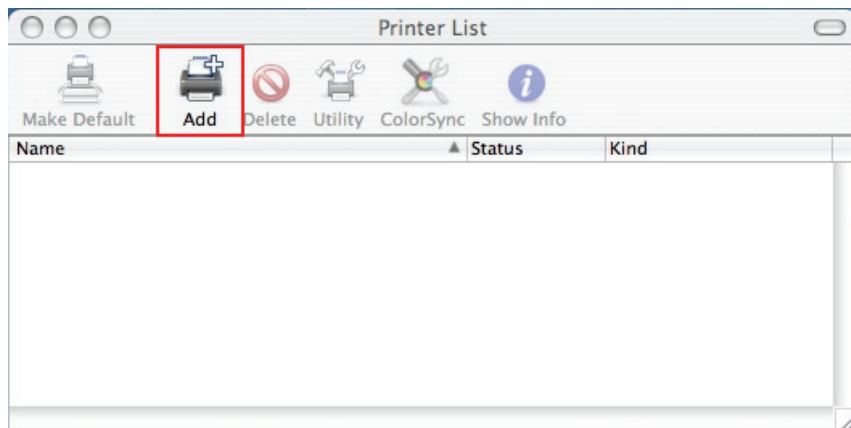 Printer List
Make Default Add Delete Utility ColorSync Show Info
Name Status Kind